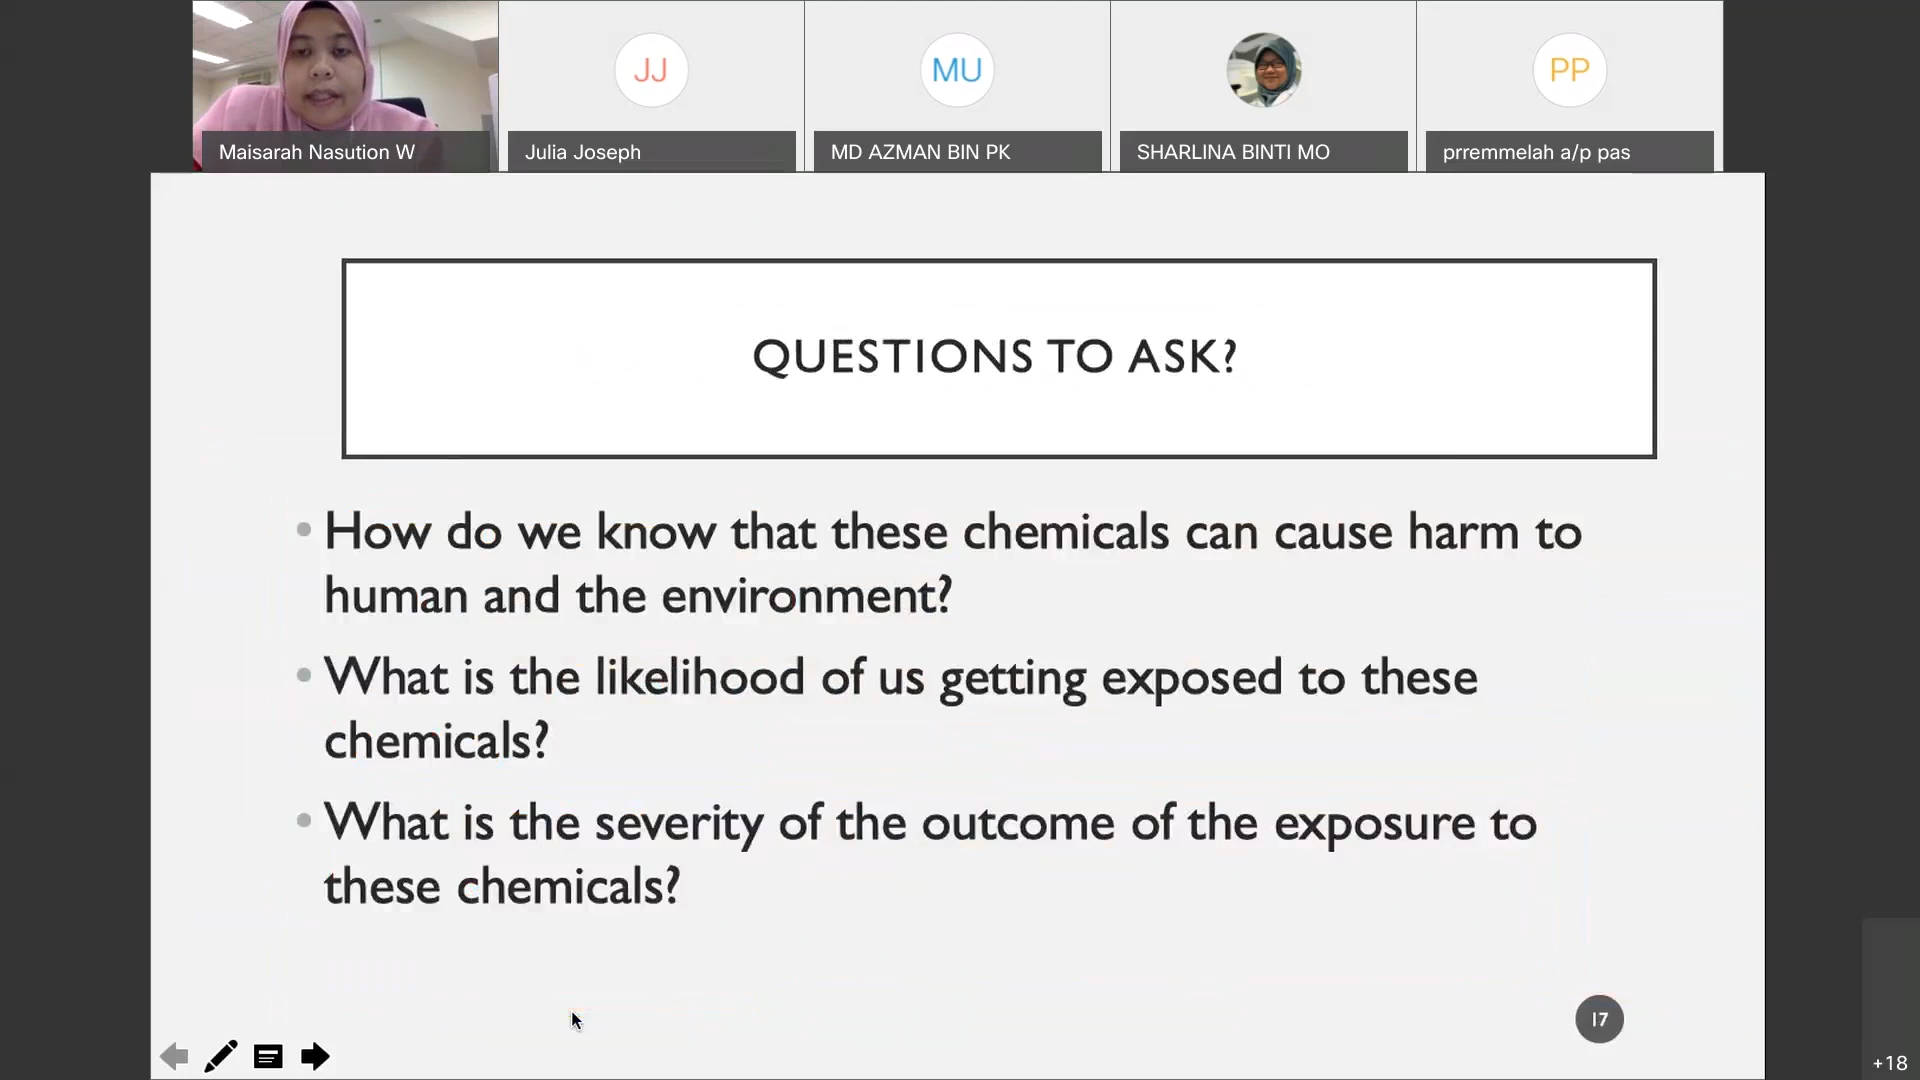 JJ
MU
PP
Maisarah Nasution W
Julia Joseph
MD AZMAN BIN PK
SHARLINA BINTI MO
prremmelah a/p pas
QUESTIONS TO ASK?
• How do we know that these chemicals can cause harm to
human and the environment?
• What is the likelihood of us getting exposed to these
chemicals?
• What is the severity of the outcome of the exposure to
these chemicals?
17
+18